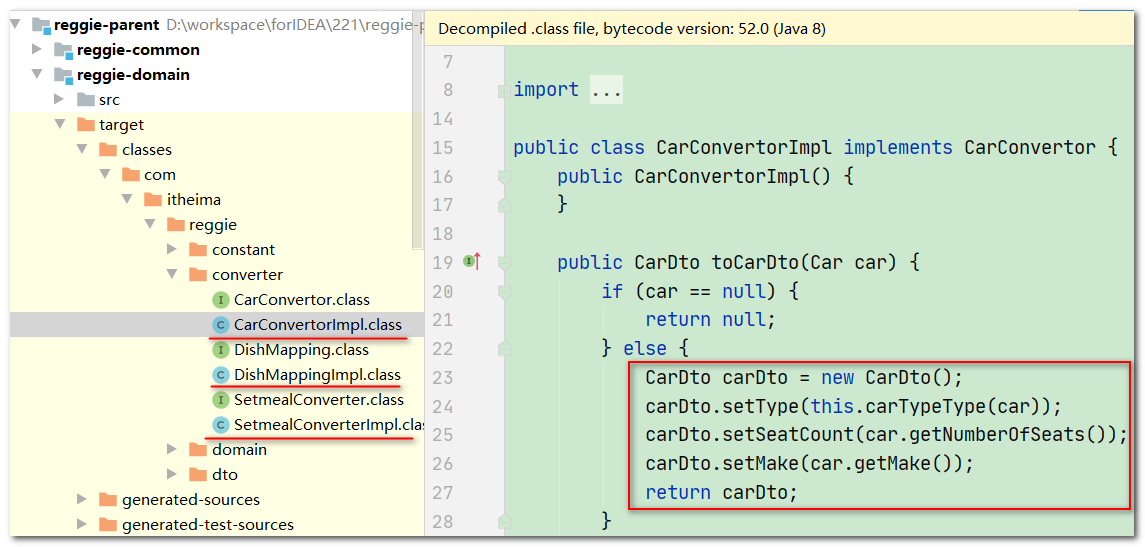 reggie-parent D:\workspace\forIDEA\221\reggie-p
reggie-common
reggie-domain
src
target
classes
com
itheima
reggie
constant
converter
CarConvertor.class
CarConvertorImpl.class
DishMapping.class
DishMappingImpl.class
SetmealConverter.class
SetmealConverterImpl.clas
domain
dto
generated-sources
generated-test-sources
Decompiled .class file, bytecode version: 52.0 (Java 8)
7
8 import ...
14
15 public class CarConvertorImpl implements CarConvertor {
16 public CarConvertorImpl() {
17 }
18
19 public CarDto toCarDto(Car car) {
20 if (car == null) {
21 return null;
22 } else {
23 CarDto carDto = new CarDto();
24 carDto.setType(this.carTypeType(car));
25 carDto.setSeatCount(car.getNumberOfSeats());
26 carDto.setMake(car.getMake());
27 return carDto;
28 }